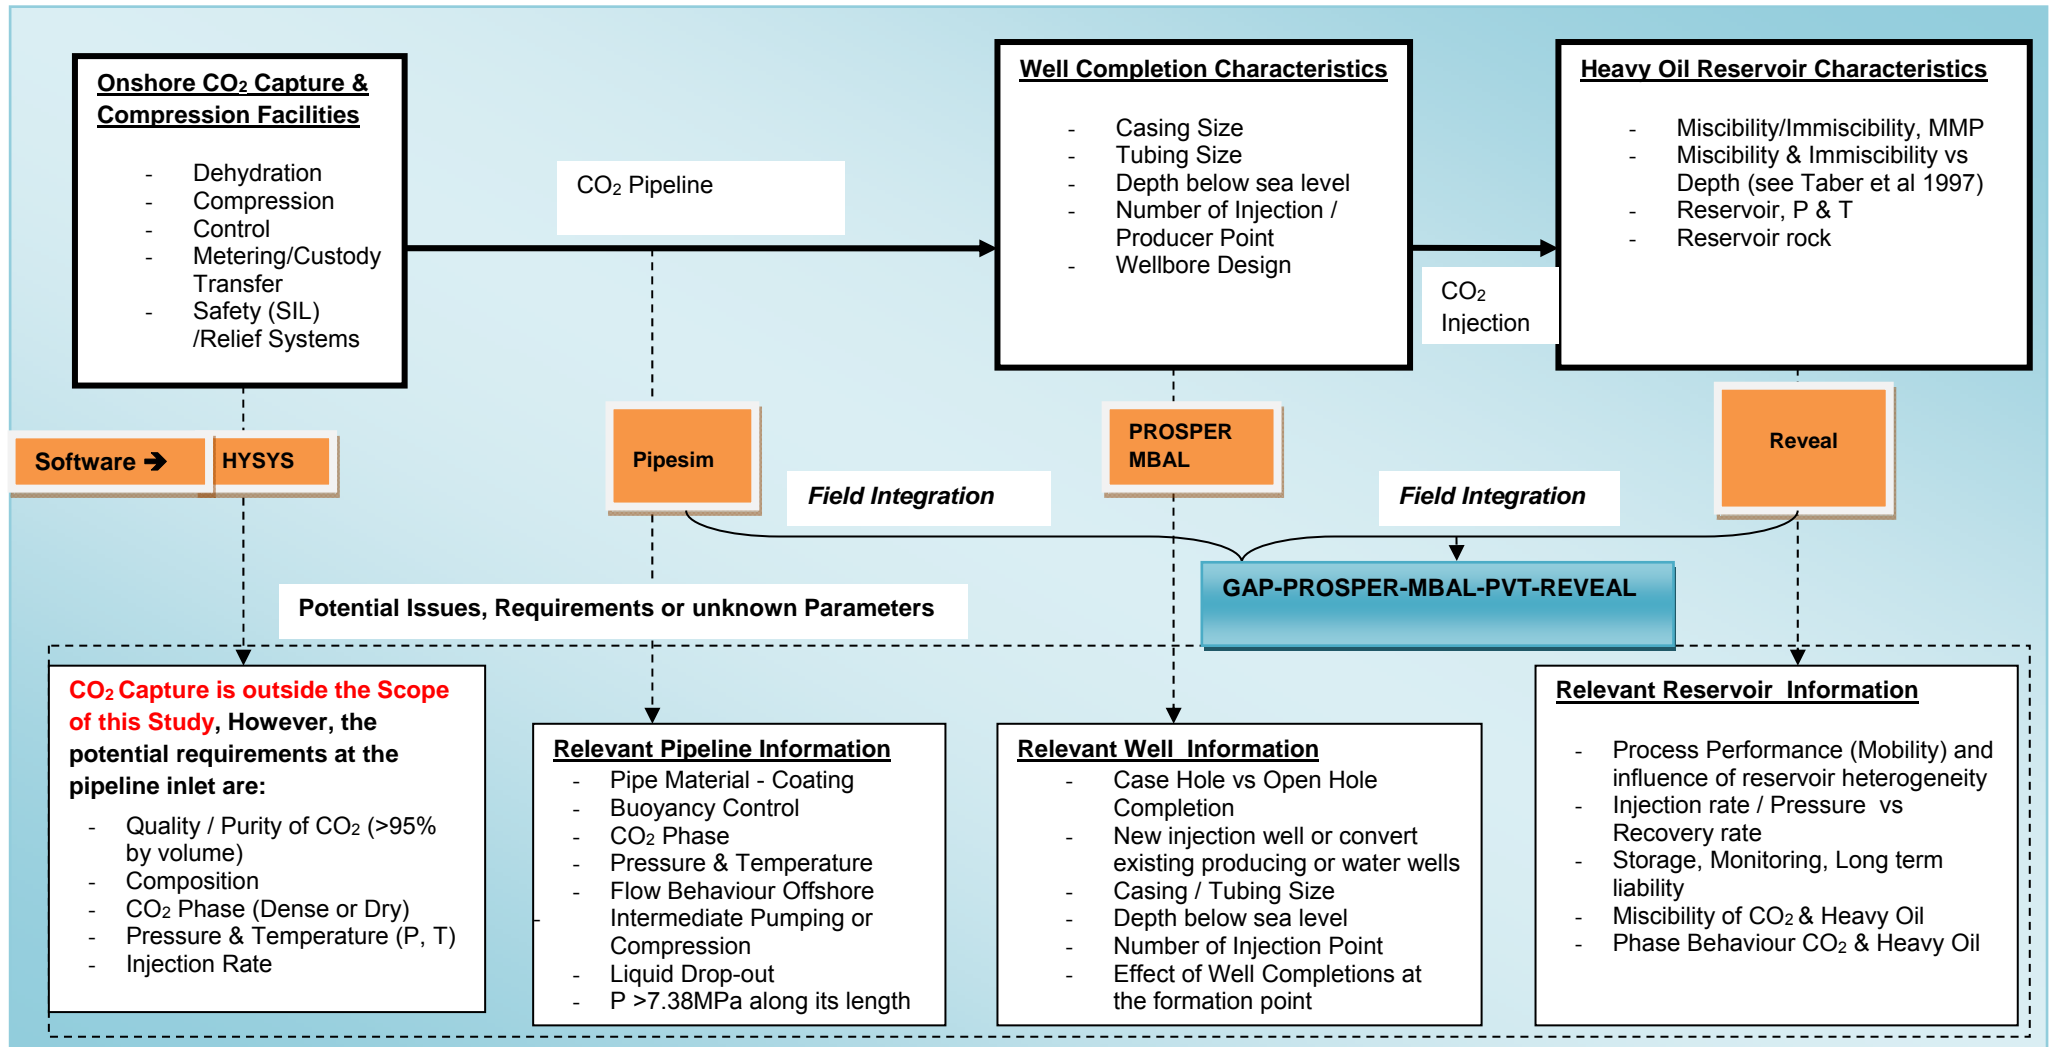 Onshore CO₂ Capture &
Compression Facilities
- Dehydration
- Compression
- Control
- Metering/Custody
Transfer
- Safety (SIL)
/Relief Systems
CO₂ Pipeline
Well Completion Characteristics
- Casing Size
- Tubing Size
- Depth below sea level
- Number of Injection /
Producer Point
- Wellbore Design
CO₂
Injection
Heavy Oil Reservoir Characteristics
- Miscibility/Immiscibility, MMP
- Miscibility & Immiscibility vs
Depth (see Taber et al 1997)
- Reservoir, P & T
- Reservoir rock
Software ➔
HYSYS
Pipesim
PROSPER
MBAL
Reveal
Field Integration
Field Integration
GAP-PROSPER-MBAL-PVT-REVEAL
Potential Issues, Requirements or unknown Parameters
CO₂ Capture is outside the Scope
of this Study, However, the
potential requirements at the
pipeline inlet are:
- Quality / Purity of CO₂ (>95%
by volume)
- Composition
- CO₂ Phase (Dense or Dry)
- Pressure & Temperature (P, T)
- Injection Rate
Relevant Pipeline Information
- Pipe Material - Coating
- Buoyancy Control
- CO₂ Phase
- Pressure & Temperature
- Flow Behaviour Offshore
- Intermediate Pumping or
Compression
- Liquid Drop-out
- P >7.38MPa along its length
Relevant Well Information
- Case Hole vs Open Hole
Completion
- New injection well or convert
existing producing or water wells
- Casing / Tubing Size
- Depth below sea level
- Number of Injection Point
- Effect of Well Completions at
the formation point
Relevant Reservoir Information
- Process Performance (Mobility) and
influence of reservoir heterogeneity
- Injection rate / Pressure vs
Recovery rate
- Storage, Monitoring, Long term
liability
- Miscibility of CO₂ & Heavy Oil
- Phase Behaviour CO₂ & Heavy Oil